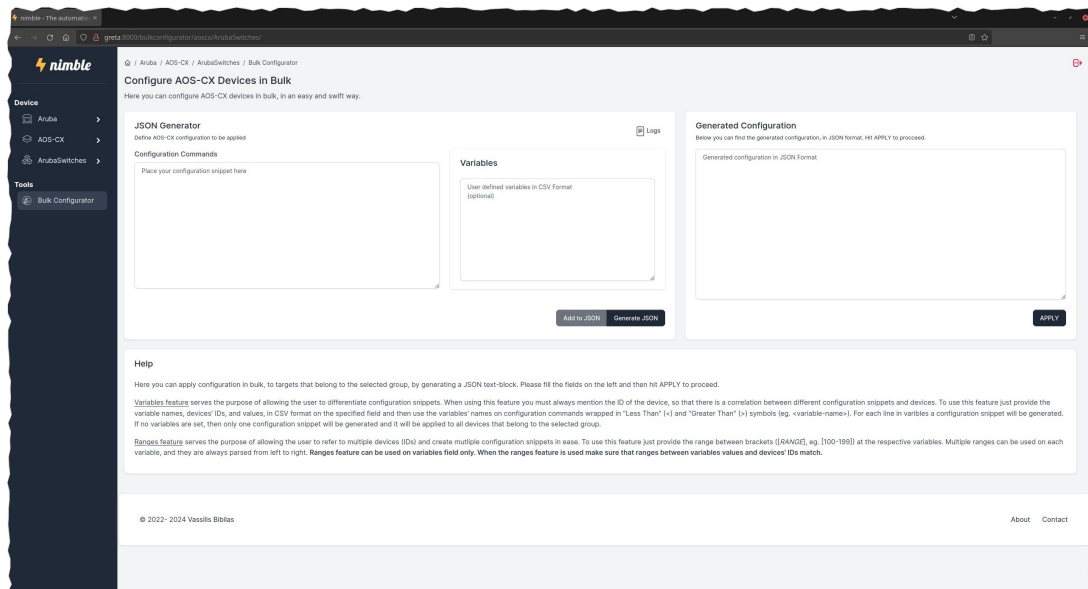 nimble - The automation
greta:8000/bulkconfigurator/aoscx/ArubaSwitches/
nimble
Device
Aruba
AOS-CX
ArubaSwitches
Tools
Bulk Configurator
/ Aruba / AOS-CX / ArubaSwitches / Bulk Configurator
Configure AOS-CX Devices in Bulk
Here you can configure AOS-CX devices in bulk, in an easy and swift way.
JSON Generator
Define AOS-CX configuration to be applied
Logs
Configuration Commands
Place your configuration snippet here
Variables
User defined variables in CSV Format
(optional)
Add to JSON
Generate JSON
Generated Configuration
Below you can find the generated configuration, in JSON format. Hit APPLY to procceed.
Generated configuration in JSON Format
APPLY
Help
Here you can apply configuration in bulk, to targets that belong to the selected group, by generating a JSON text-block. Please fill the fields on the left and then hit APPLY to proceed.
Variables feature serves the purpose of allowing the user to differentiate configuration snippets. When using this feature you must always mention the ID of the device, so that there is a correlation between different configuration snippets and devices. To use this feature just provide the
variable names, devices' IDs, and values, in CSV format on the specified field and then use the variables' names on configuration commands wrapped in "Less Than" (<) and "Greater Than" (>) symbols (eg. <variable-name>). For each line in varibles a configuration snippet will be generated.
If no variables are set, then only one configuration snippet will be generated and it will be applied to all devices that belong to the selected group.
Ranges feature serves the purpose of allowing the user to refer to multiple devices (IDs) and create mutliple configuration snippets in ease. To use this feature just provide the range between brackets ([RANGE], eg. [100-199]) at the respective variables. Multiple ranges can be used on each
variable, and they are always parsed from left to right. Ranges feature can be used on variables field only. When the ranges feature is used make sure that ranges between variables values and devices' IDs match.
© 2022- 2024 Vassilis Bibilas
About
Contact